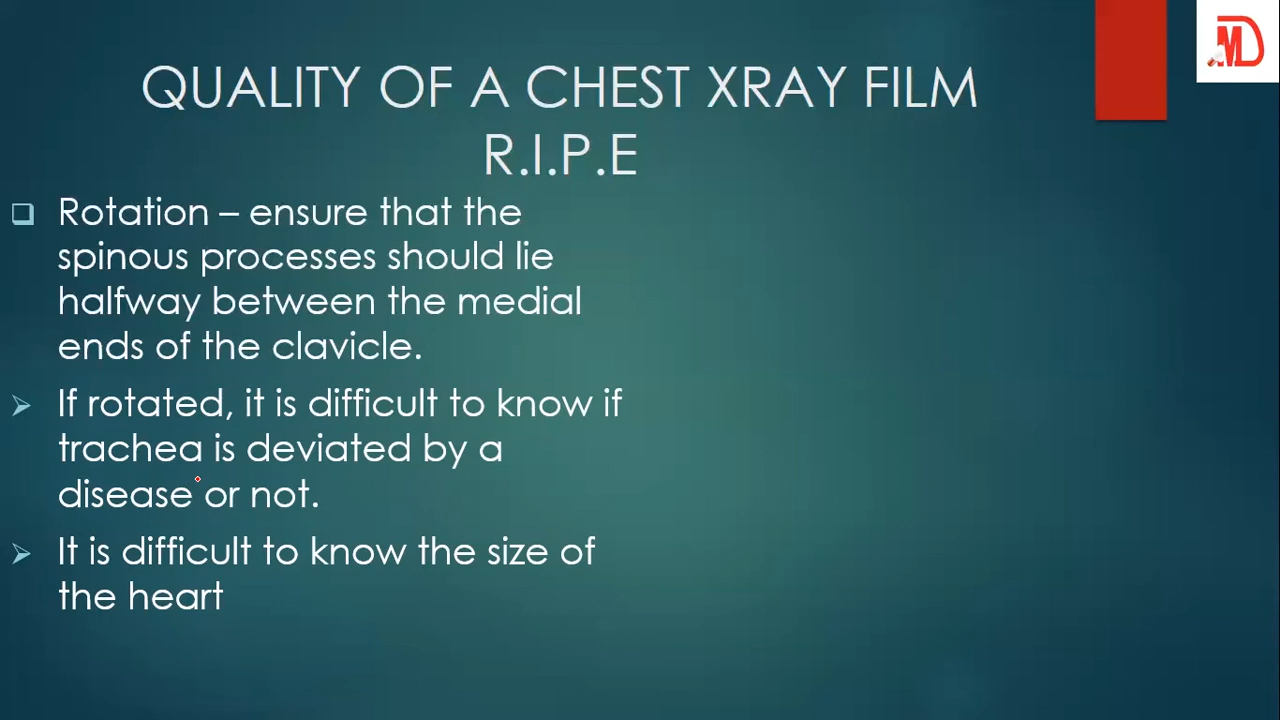 QUALITY OF A CHEST XRAY FILM
R.I.P.E
Rotation – ensure that the
spinous processes should lie
halfway between the medial
ends of the clavicle.
If rotated, it is difficult to know if
trachea is deviated by a
disease or not.
It is difficult to know the size of
the heart
MD